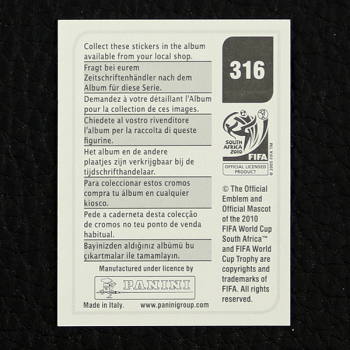 Collect these stickers in the album
available from your local shop.
Fragt bei eurem
Zeitschriftenhändler nach dem
Album für diese Serie.
Demandez à votre détaillant l'Album
pour la collection de ces images.
Chiedete al vostro rivenditore
l'album per la raccolta di queste
figurine.
Het album en de andere
plaatjes zijn verkrijgbaar bij de
tijdschrifthandelaar.
Para coleccionar estos cromos
compra tu álbum en cualquier
kiosco.
Pede a caderneta desta colecção
de cromos no teu ponto de venda
habitual.
Bayinizden aldığınız albümü bu
çıkartmalar ile tamamlayın.
Manufactured under licence by
PANINI
Made in Italy. www.paninigroup.com
316
SOUTH AFRICA
2010
FIFA
OFFICIAL LICENSED
PRODUCT
© 2005 FIFA TM
© The Official
Emblem and
Official Mascot
of the 2010
FIFA World Cup
South Africa™
and FIFA World
Cup Trophy are
copyrights and
trademarks of
FIFA. All rights
reserved.